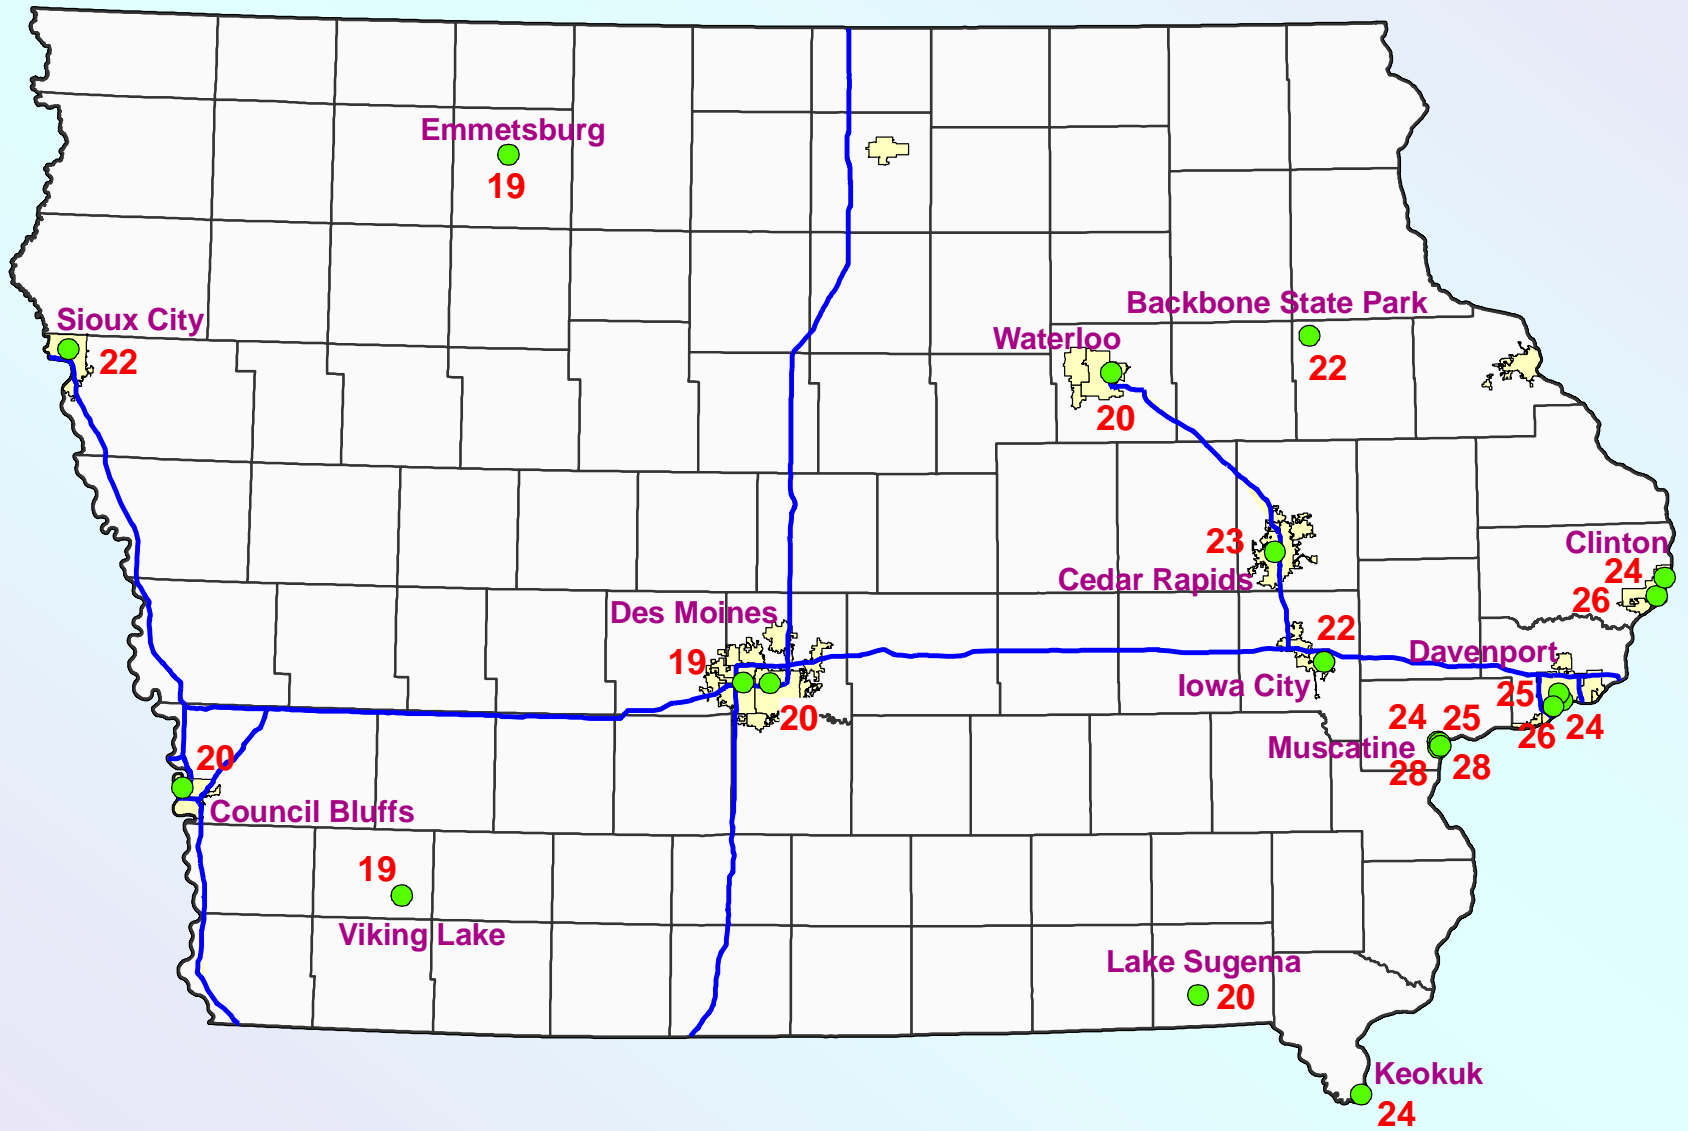 Emmetsburg
19
Sioux City
22
Backbone State Park
22
Waterloo
20
23
Cedar Rapids
Clinton
24
26
Des Moines
19
20
22
Iowa City
Davenport
25
26
24
24
25
Muscatine
28
28
20
Council Bluffs
19
Viking Lake
Lake Sugema
20
Keokuk
24